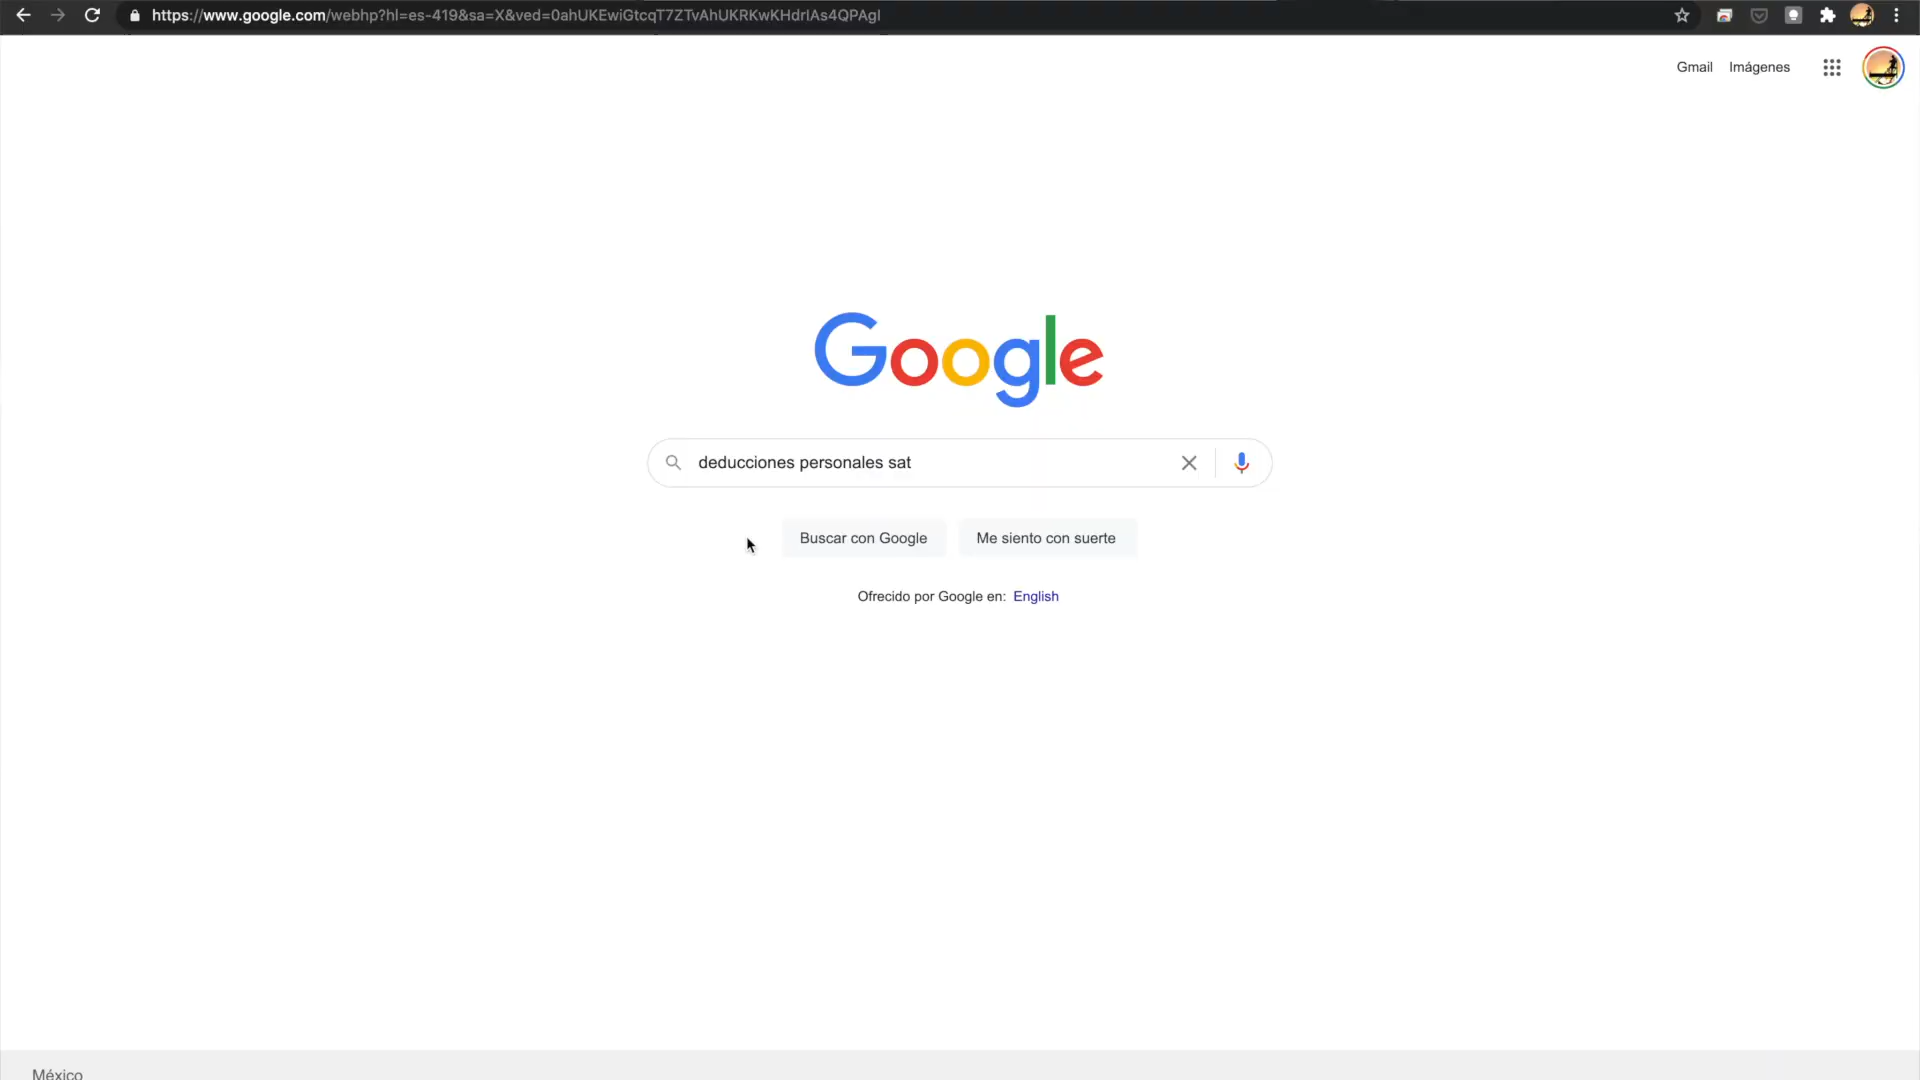 https://www.google.com/webhp?hl=es-419&sa=X&ved=0ahUKEwiGtcqT7ZTvAhUKRKwKHdrIAs4QPAgI
Gmail Imágenes
Google
deducciones personales sat
Buscar con Google Me siento con suerte
Ofrecido por Google en: English
México